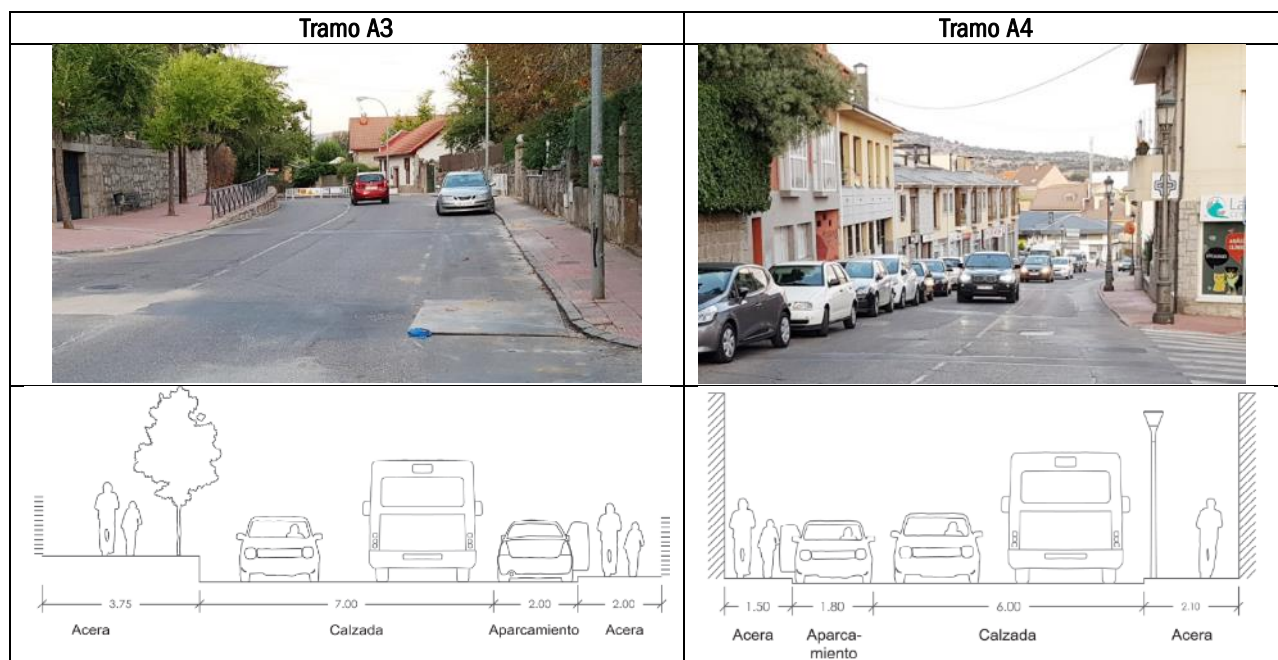 Tramo A3
Tramo A4
3.75
7.00
2.00
2.00
Acera
Calzada
Aparcamiento
Acera
1.50
1.80
6.00
2.10
Acera
Aparca-
miento
Calzada
Acera